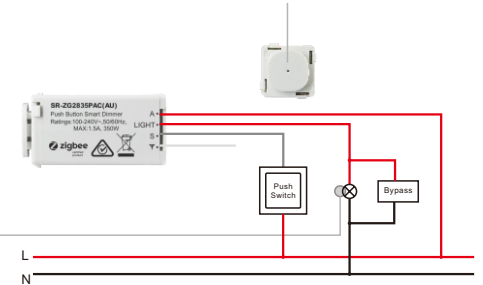 SR-ZG2835PAC(AU)
Push Button Smart Dimmer
Ratings:100-240V~,50/60Hz,
MAX:1.5A, 350W
zigbee
A
LIGHT
S
Push
Switch
Bypass
L
N